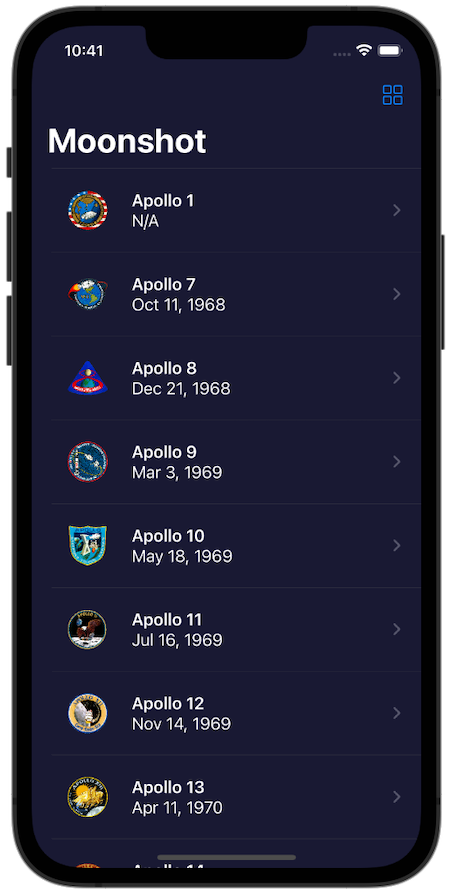 10:41
Moonshot
Apollo 1
N/A
Apollo 7
Oct 11, 1968
Apollo 8
Dec 21, 1968
Apollo 9
Mar 3, 1969
Apollo 10
May 18, 1969
Apollo 11
Jul 16, 1969
Apollo 12
Nov 14, 1969
Apollo 13
Apr 11, 1970